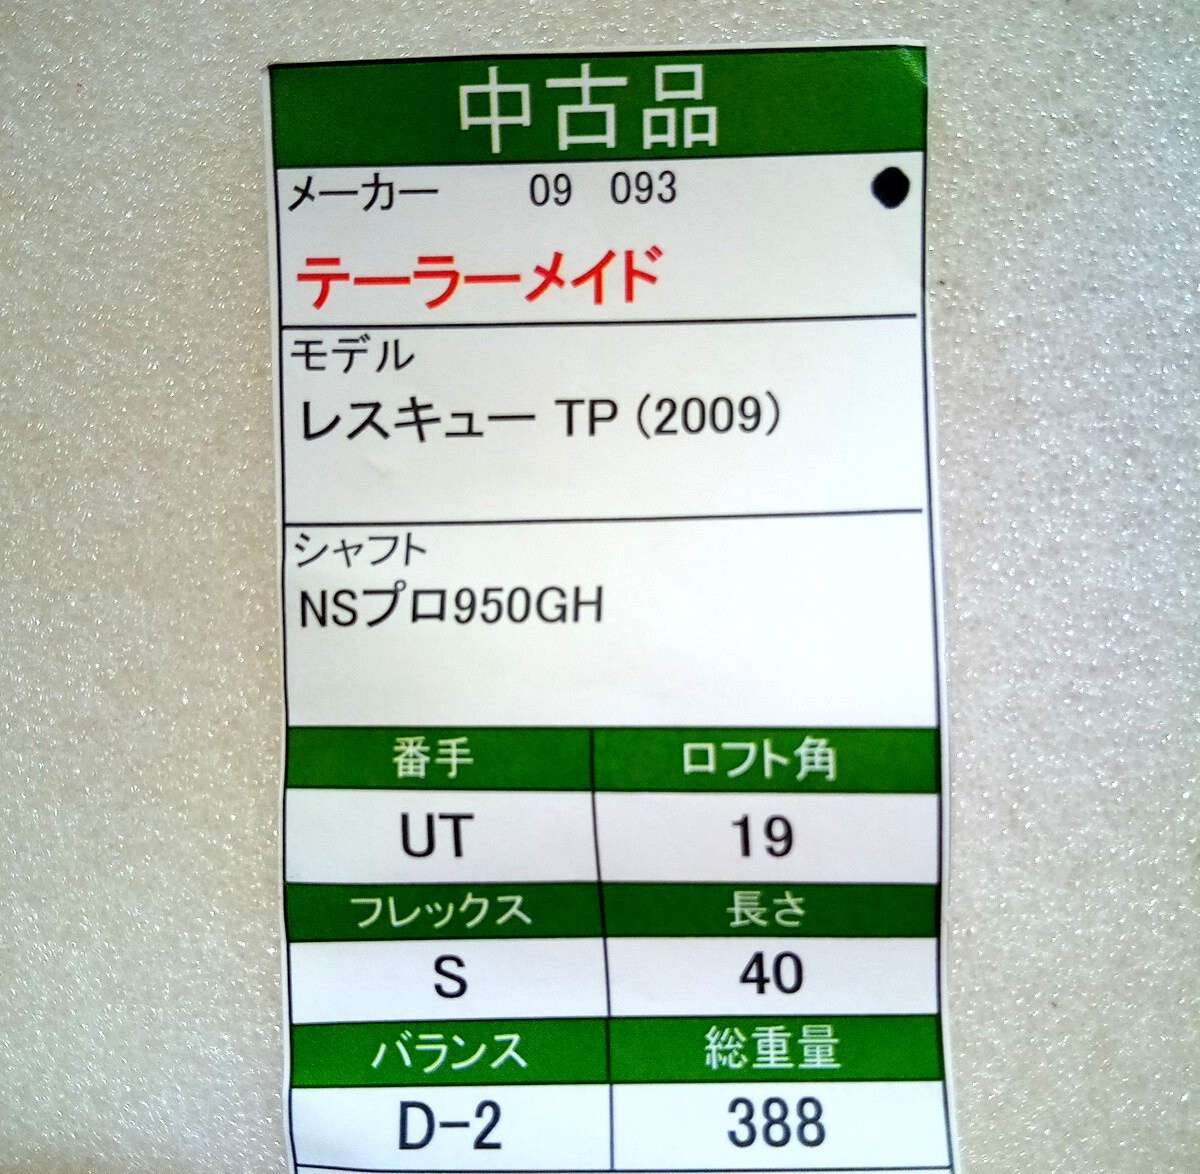 中古品
メーカー 09 093
テーラーメイド
モデル
レスキュー TP (2009)
シャフト
NSプロ950GH
番手 ロフト角
UT 19
フレックス 長さ
S 40
バランス 総重量
D-2 388